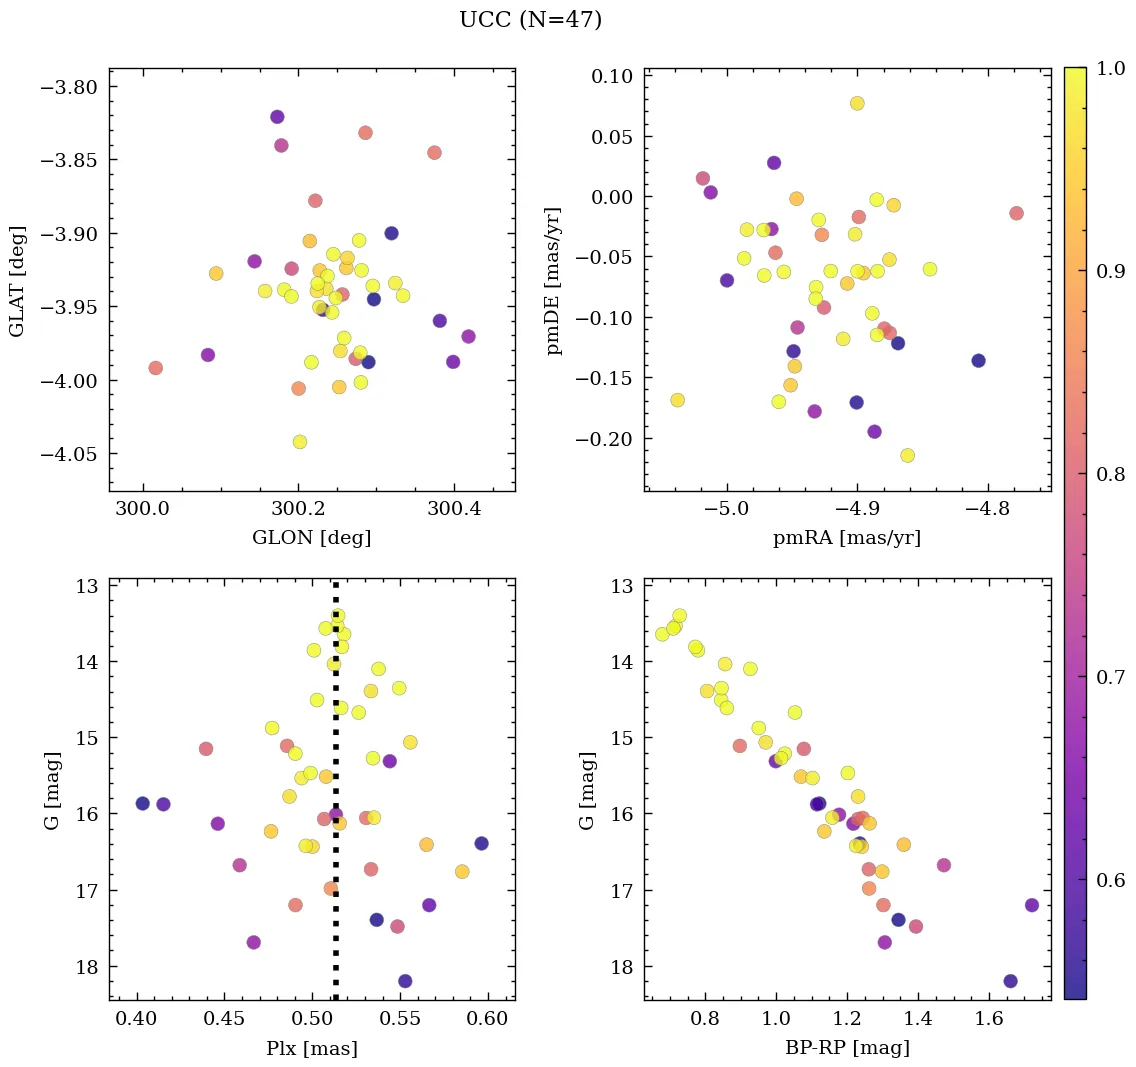 UCC (N=47)
−3.80
−3.85
−3.90
−3.95
−4.00
−4.05
GLAT [deg]
300.0 300.2 300.4
GLON [deg]
0.10
0.05
0.00
−0.05
−0.10
−0.15
−0.20
pmDE [mas/yr]
−5.0 −4.9 −4.8
pmRA [mas/yr]
13
14
15
16
17
18
G [mag]
0.40 0.45 0.50 0.55 0.60
Plx [mas]
13
14
15
16
17
18
G [mag]
0.8 1.0 1.2 1.4 1.6
BP-RP [mag]
1.0
0.9
0.8
0.7
0.6